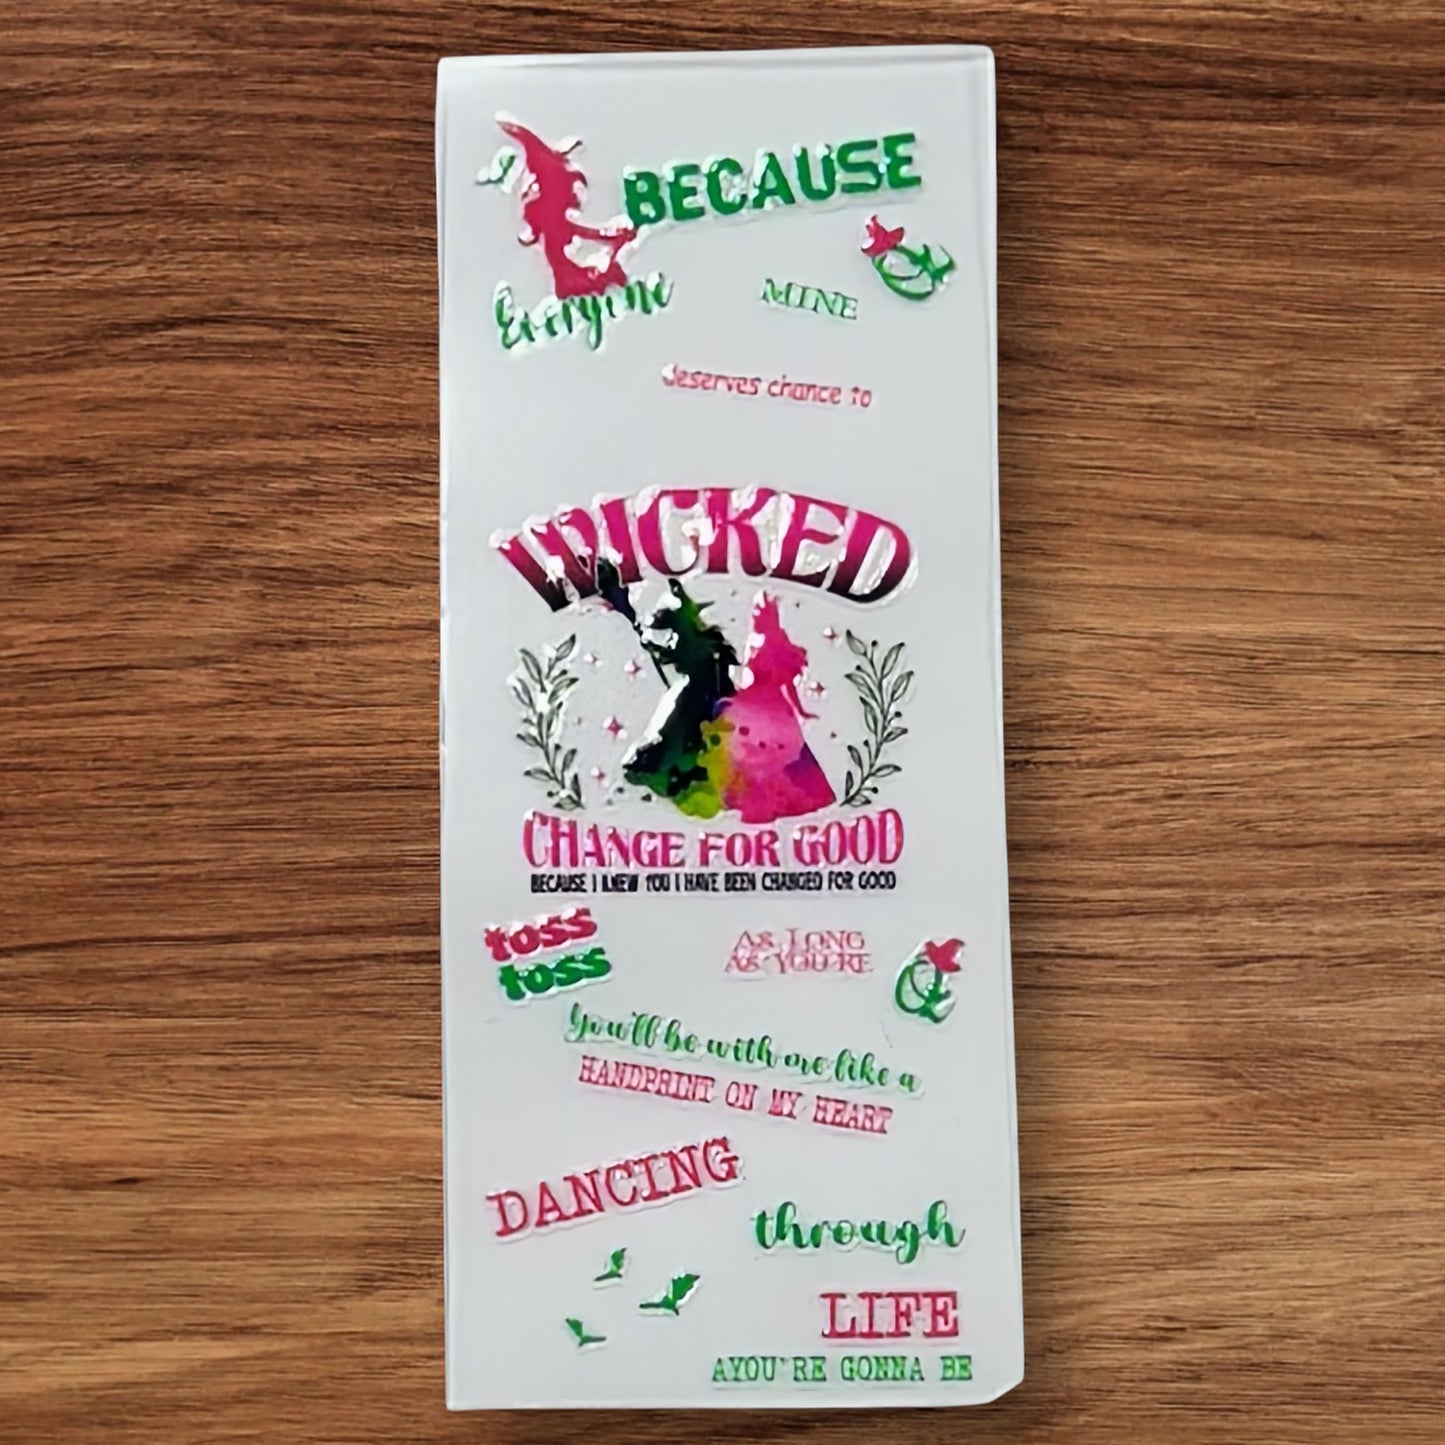 BECAUSE
Everyone
MINE
OZ
deserves chance to
WICKED
CHANGE FOR GOOD
BECAUSE I KNEW YOU I HAVE BEEN CHANGED FOR GOOD
toss
toss
AS LONG
AS YOU'RE
OZ
You'll be with me like a
HANDPRINT ON MY HEART
DANCING
through
LIFE
AYOU'RE GONNA BE